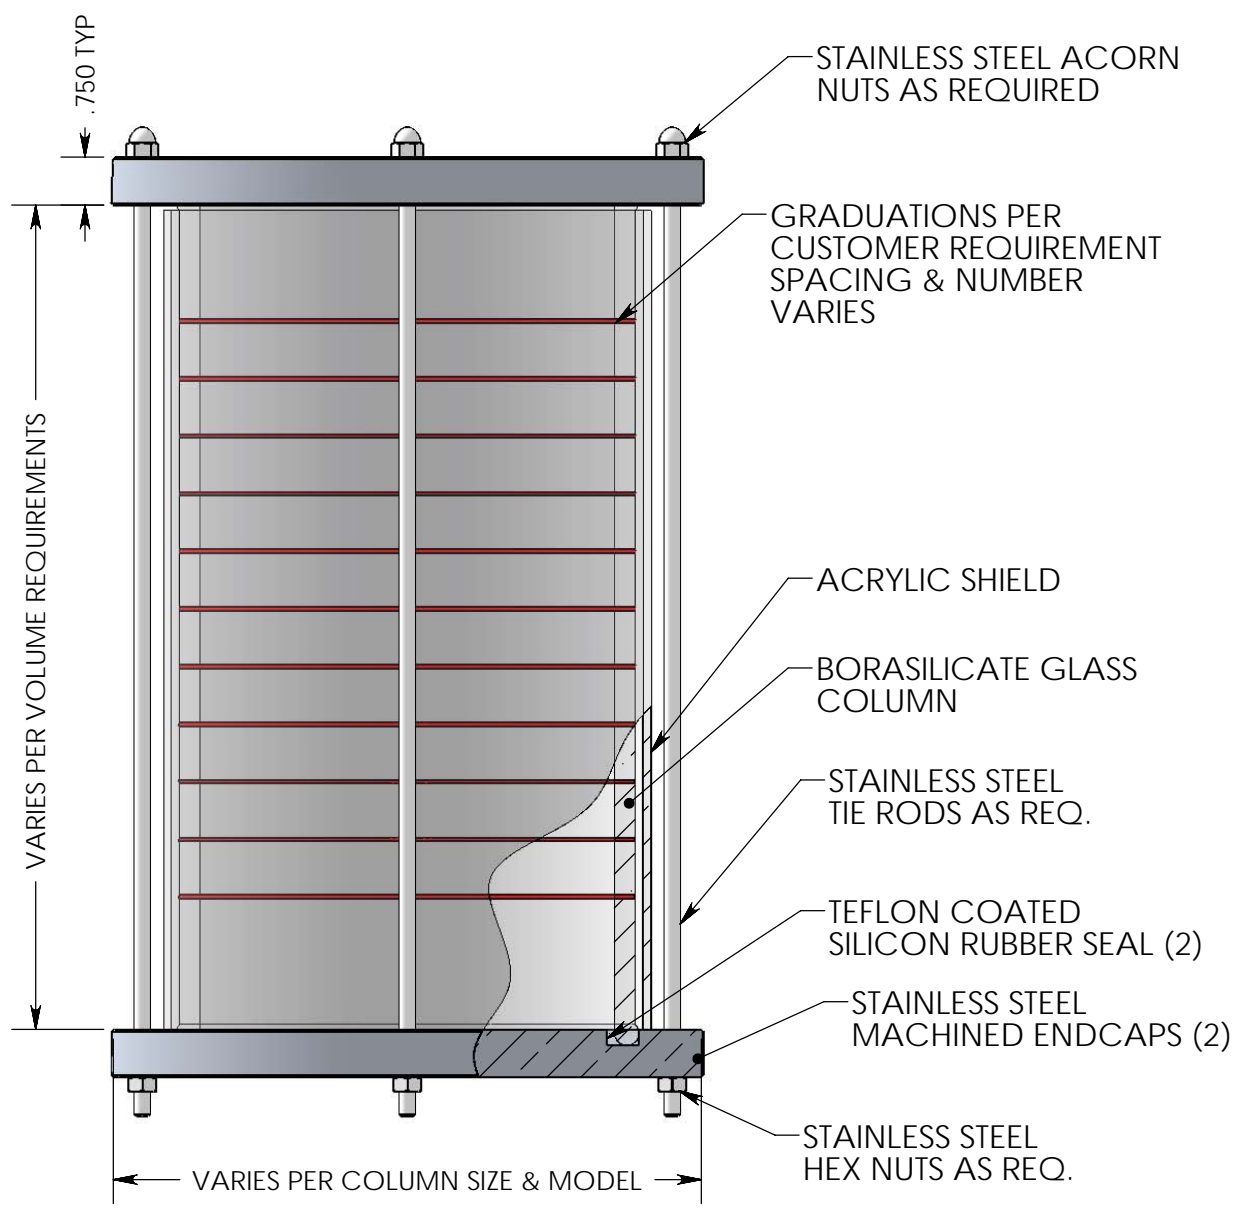 .750 TYP
STAINLESS STEEL ACORN
NUTS AS REQUIRED
GRADUATIONS PER
CUSTOMER REQUIREMENT
SPACING & NUMBER
VARIES
VARIES PER VOLUME REQUIREMENTS
ACRYLIC SHIELD
BORASILICATE GLASS
COLUMN
STAINLESS STEEL
TIE RODS AS REQ.
TEFLON COATED
SILICON RUBBER SEAL (2)
STAINLESS STEEL
MACHINED ENDCAPS (2)
STAINLESS STEEL
HEX NUTS AS REQ.
VARIES PER COLUMN SIZE & MODEL